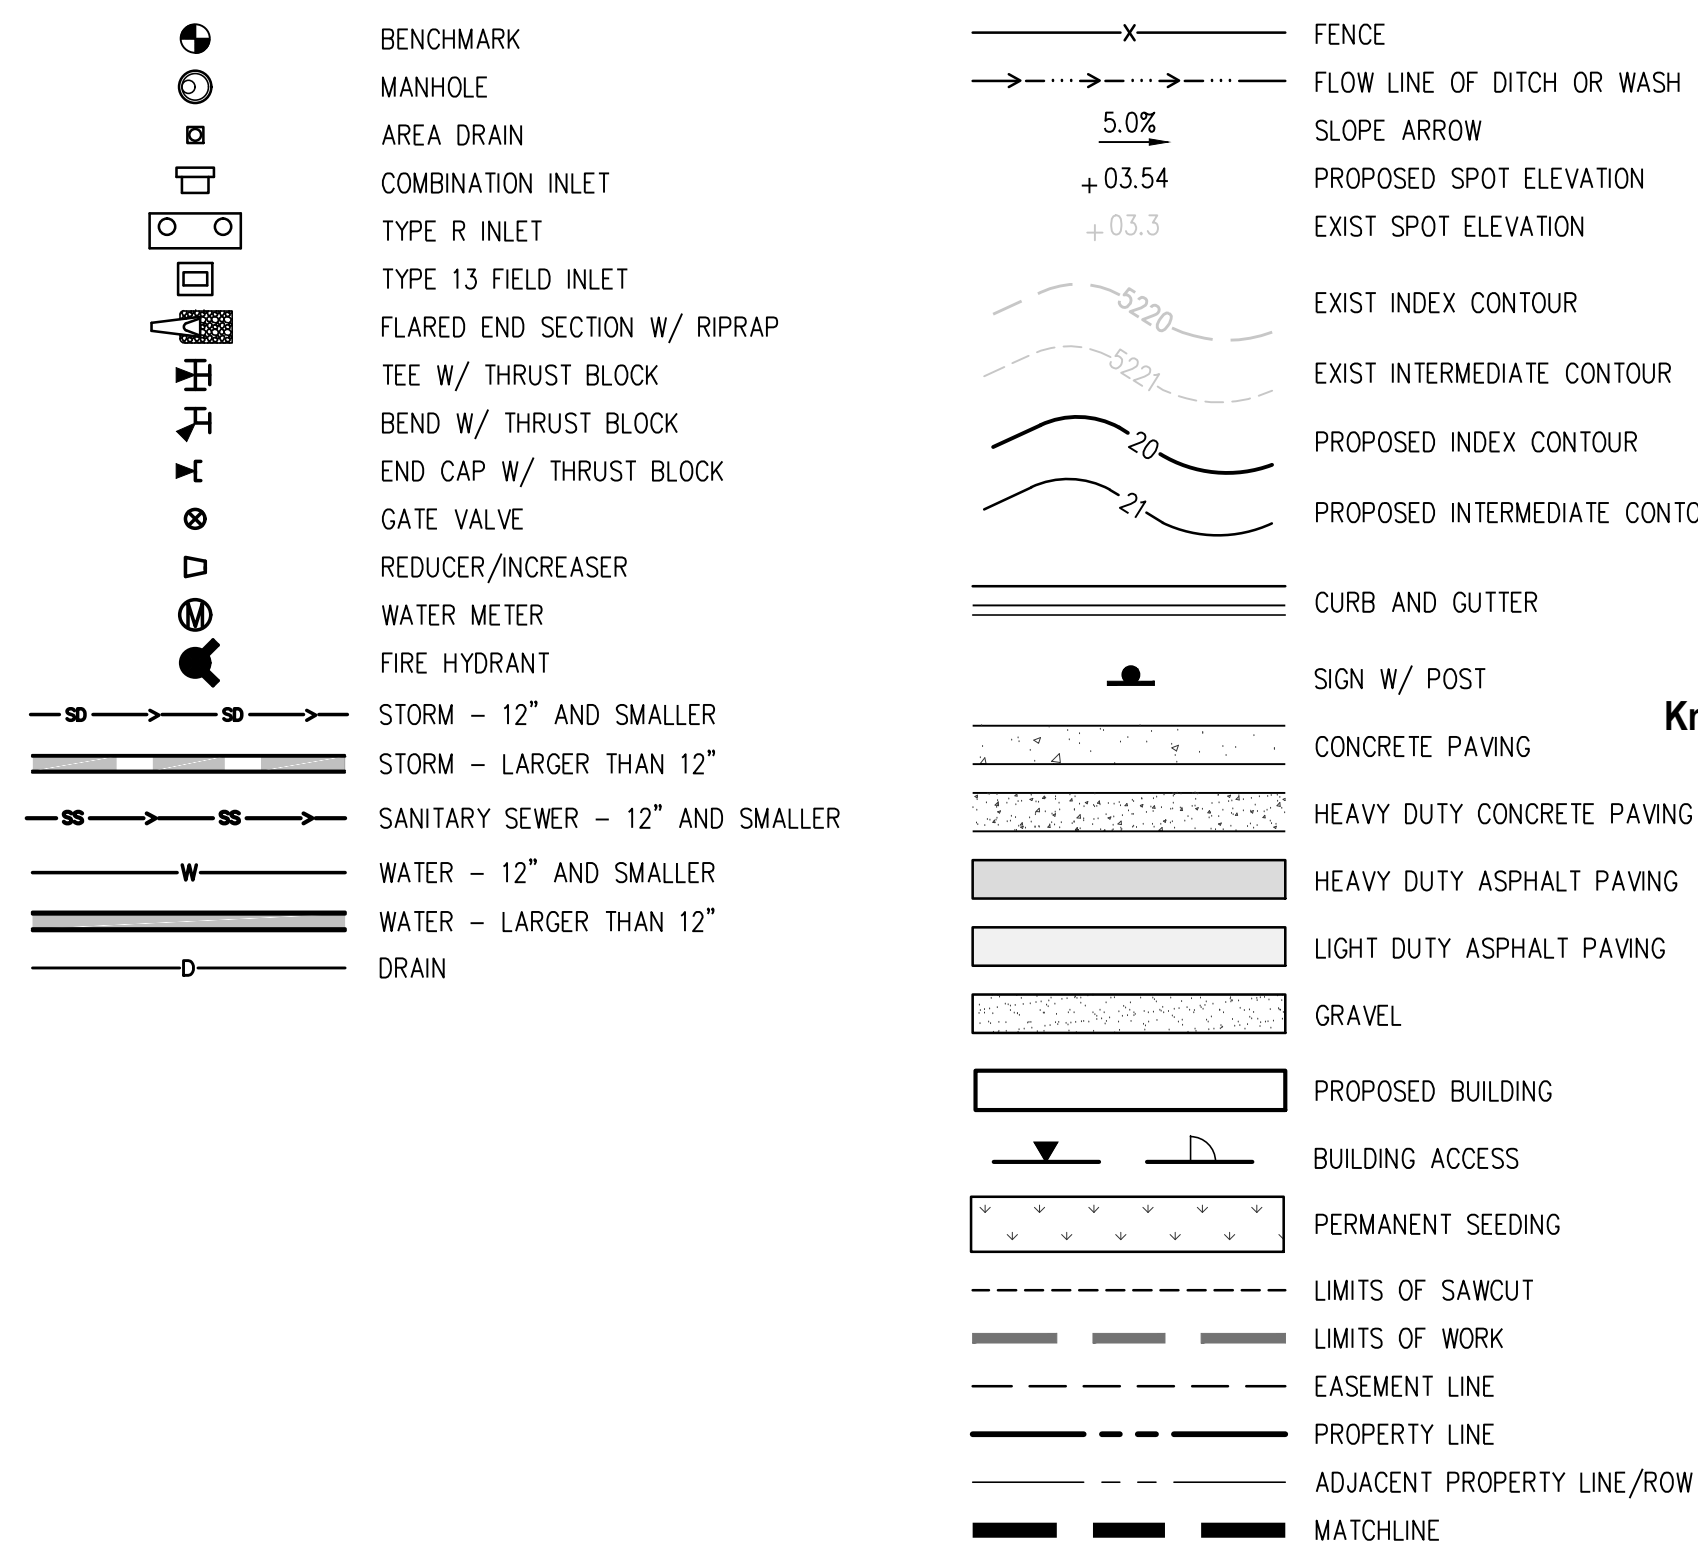 BENCHMARK
MANHOLE
AREA DRAIN
COMBINATION INLET
TYPE R INLET
TYPE 13 FIELD INLET
FLARED END SECTION W/ RIPRAP
TEE W/ THRUST BLOCK
BEND W/ THRUST BLOCK
END CAP W/ THRUST BLOCK
GATE VALVE
REDUCER/INCREASER
M WATER METER
FIRE HYDRANT
SD SD STORM - 12" AND SMALLER
STORM - LARGER THAN 12"
SS SS SANITARY SEWER - 12" AND SMALLER
W WATER - 12" AND SMALLER
WATER - LARGER THAN 12"
D DRAIN
X FENCE
FLOW LINE OF DITCH OR WASH
5.0% SLOPE ARROW
+ 03.54 PROPOSED SPOT ELEVATION
+ 03.3 EXIST SPOT ELEVATION
5220 EXIST INDEX CONTOUR
5221 EXIST INTERMEDIATE CONTOUR
20 PROPOSED INDEX CONTOUR
21 PROPOSED INTERMEDIATE
CURB AND GUTTER
SIGN W/ POST
CONCRETE PAVING
HEAVY DUTY CONCRETE PAVING
HEAVY DUTY ASPHALT PAVING
LIGHT DUTY ASPHALT PAVING
GRAVEL
PROPOSED BUILDING
BUILDING ACCESS
PERMANENT SEEDING
LIMITS OF SAWCUT
LIMITS OF WORK
EASEMENT LINE
PROPERTY LINE
ADJACENT PROPERTY LINE/ROW
MATCHLINE